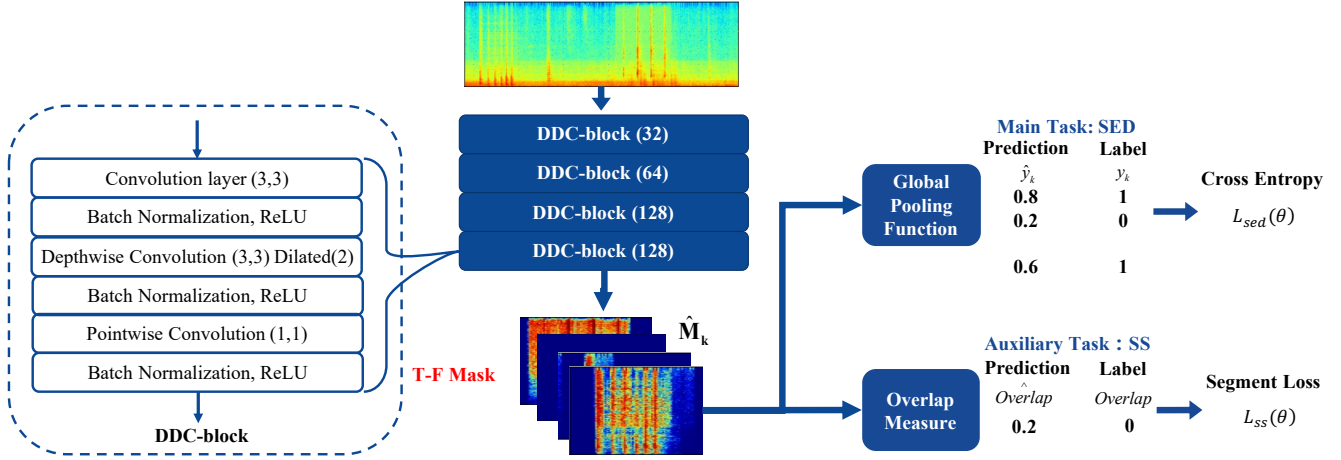 Convolution layer (3,3)
Batch Normalization, ReLU
Depthwise Convolution (3,3) Dilated(2)
Batch Normalization, ReLU
Pointwise Convolution (1,1)
Batch Normalization, ReLU
DDC-block
DDC-block (32)
DDC-block (64)
DDC-block (128)
DDC-block (128)
T-F Mask
M̂ₖ
Global
Pooling
Function
Main Task: SED
Prediction Label
ŷₖ yₖ
0.8 1
0.2 0
0.6 1
Cross Entropy
L_sed(θ)
Overlap
Measure
Auxiliary Task : SS
Prediction Label
^
Overlap Overlap
0.2 0
Segment Loss
L_ss(θ)